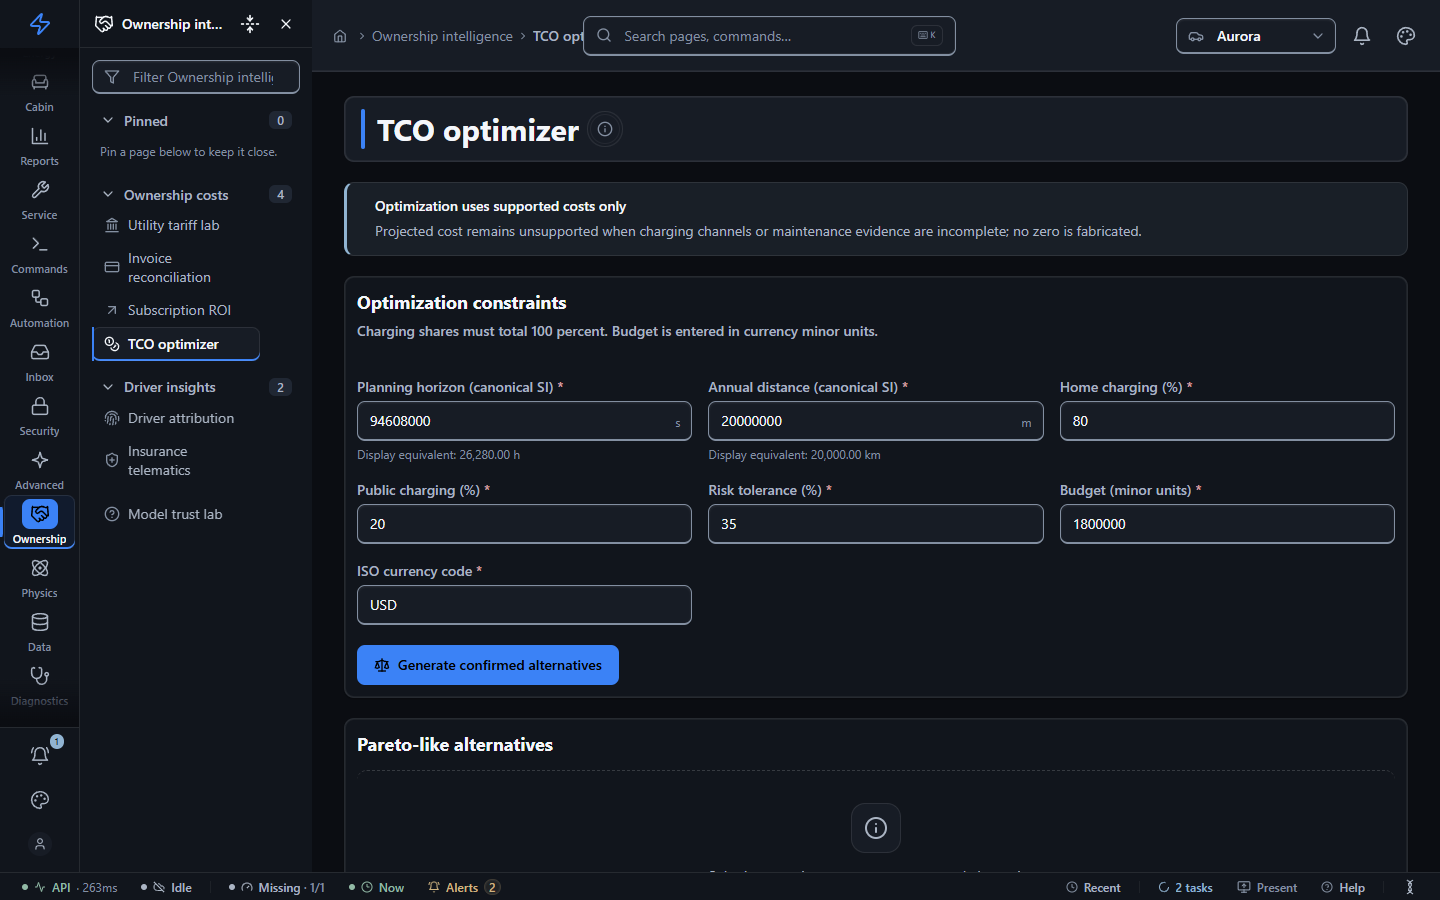 Cabin
Reports
Service
Commands
Automation
Inbox
Security
Advanced
Ownership
Physics
Data
Diagnostics
1
Ownership int...
Filter Ownership intelli
Pinned 0
Pin a page below to keep it close.
Ownership costs 4
Utility tariff lab
Invoice
reconciliation
Subscription ROI
TCO optimizer
Driver insights 2
Driver attribution
Insurance
telematics
Model trust lab
Ownership intelligence
TCO opt
Search pages, commands...
K
Aurora
TCO optimizer
Optimization uses supported costs only
Projected cost remains unsupported when charging channels or maintenance evidence are incomplete; no zero is fabricated.
Optimization constraints
Charging shares must total 100 percent. Budget is entered in currency minor units.
Planning horizon (canonical SI) *
94608000 s
Display equivalent: 26,280.00 h
Annual distance (canonical SI) *
20000000 m
Display equivalent: 20,000.00 km
Home charging (%) *
80
Public charging (%) *
20
Risk tolerance (%) *
35
Budget (minor units) *
1800000
ISO currency code *
USD
Generate confirmed alternatives
Pareto-like alternatives
API · 263ms
Idle
Missing · 1/1
Now
Alerts 2
Recent
2 tasks
Present
Help